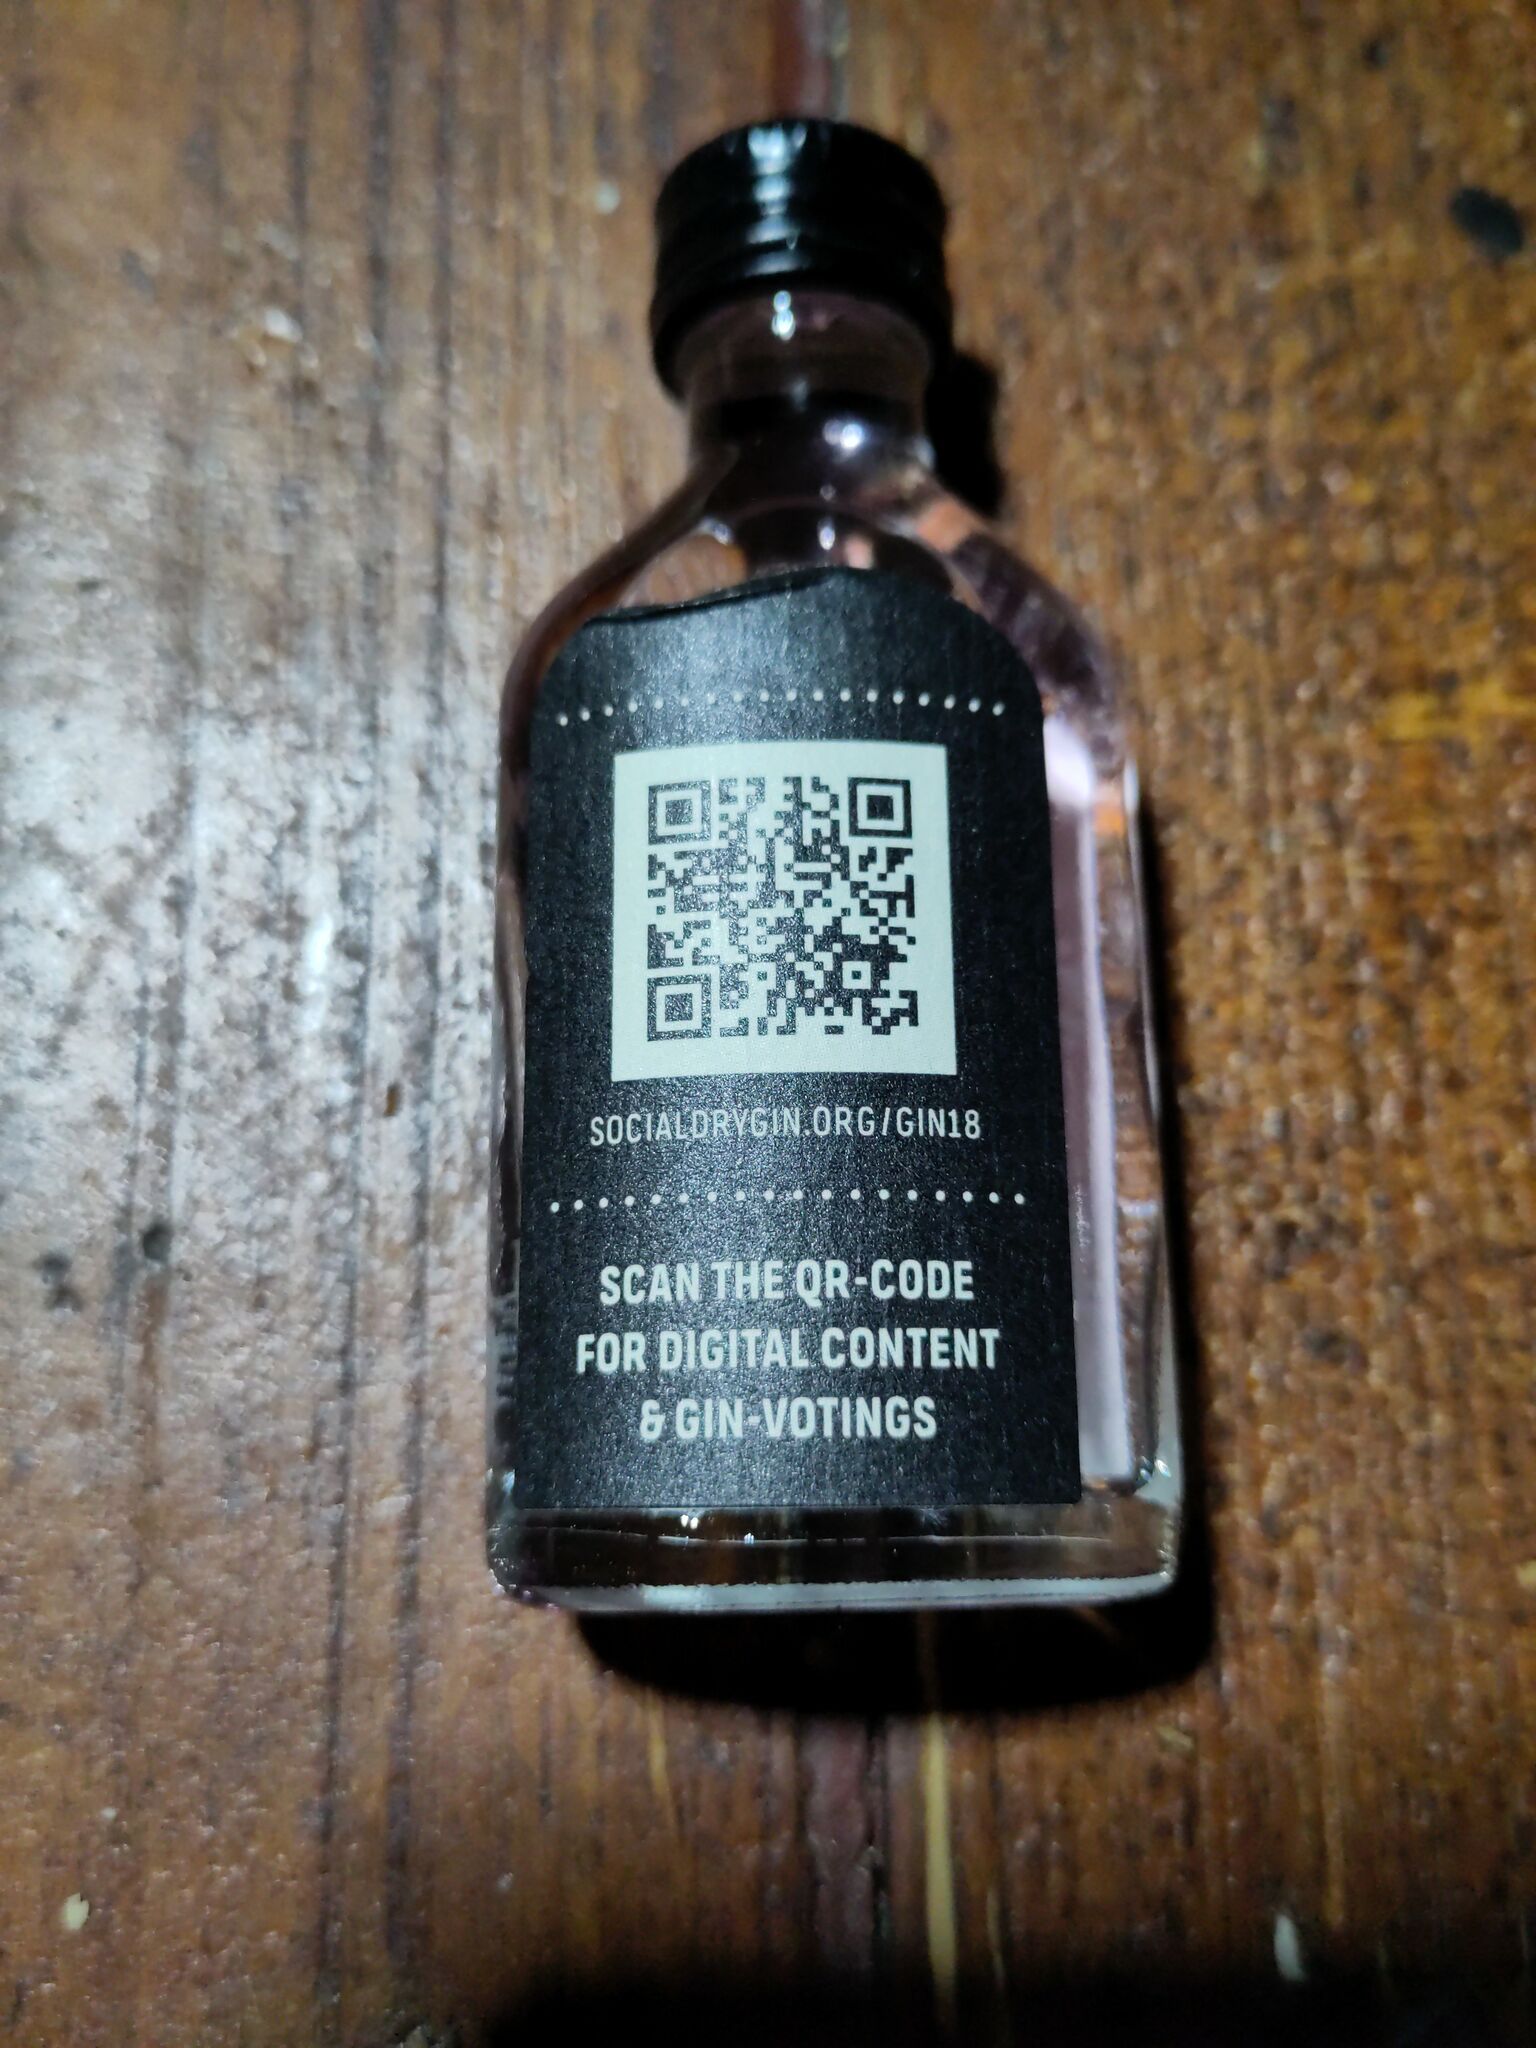 SOCIALDRYGIN.ORG/GIN18
SCAN THE QR-CODE
FOR DIGITAL CONTENT
& GIN-VOTINGS